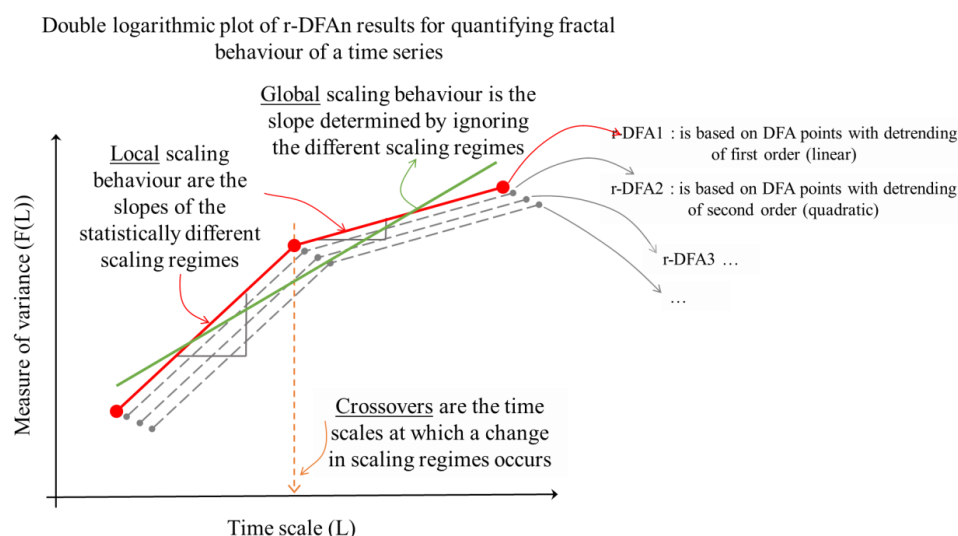 Double logarithmic plot of r-DFAn results for quantifying fractal
behaviour of a time series
Global scaling behaviour is the
slope determined by ignoring
the different scaling regimes
Local scaling
behaviour are the
slopes of the
statistically different
scaling regimes
r-DFA1 : is based on DFA points with detrending
of first order (linear)
r-DFA2 : is based on DFA points with detrending
of second order (quadratic)
r-DFA3 ...
...
Measure of variance (F(L))
Crossovers are the time
scales at which a change
in scaling regimes occurs
Time scale (L)